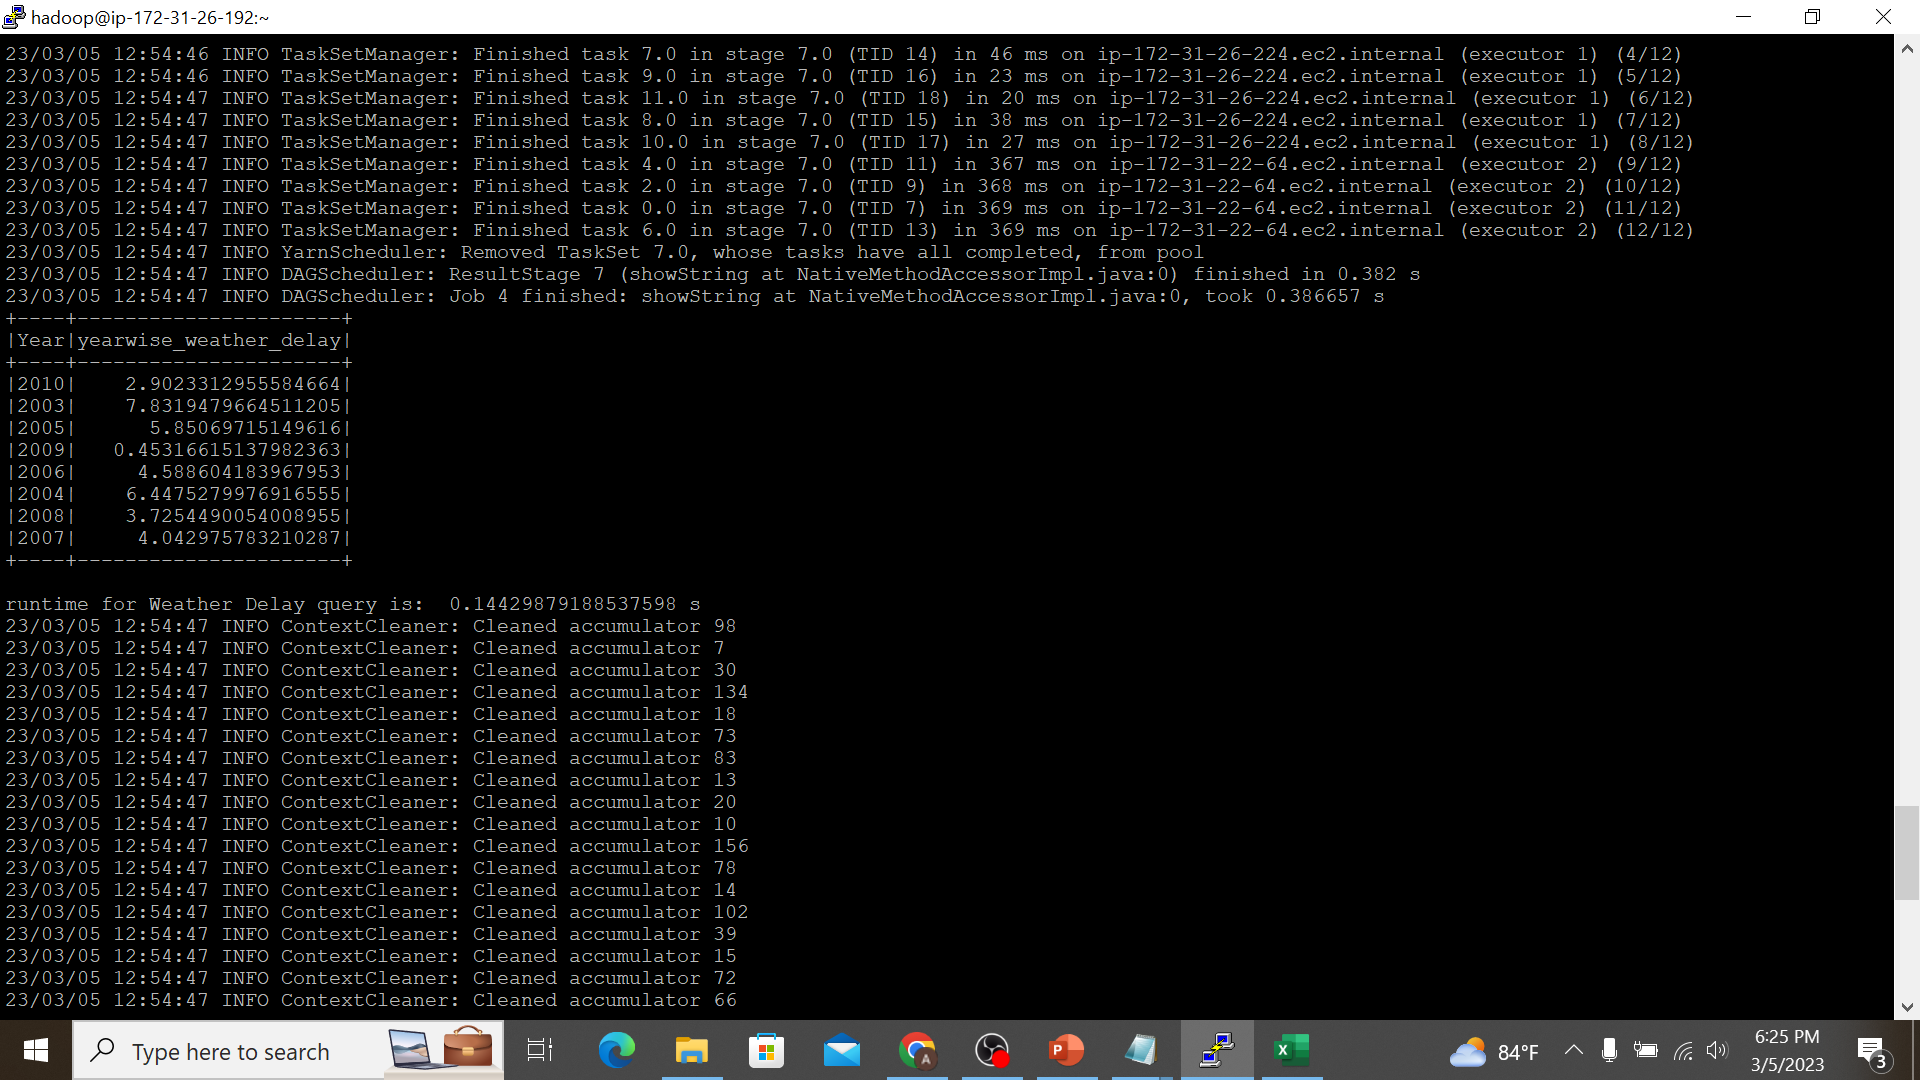 hadoop@ip-172-31-26-192:~
23/03/05 12:54:46 INFO TaskSetManager: Finished task 7.0 in stage 7.0 (TID 14) in 46 ms on ip-172-31-26-224.ec2.internal (executor 1) (4/12)
23/03/05 12:54:46 INFO TaskSetManager: Finished task 9.0 in stage 7.0 (TID 16) in 23 ms on ip-172-31-26-224.ec2.internal (executor 1) (5/12)
23/03/05 12:54:47 INFO TaskSetManager: Finished task 11.0 in stage 7.0 (TID 18) in 20 ms on ip-172-31-26-224.ec2.internal (executor 1) (6/12)
23/03/05 12:54:47 INFO TaskSetManager: Finished task 8.0 in stage 7.0 (TID 15) in 38 ms on ip-172-31-26-224.ec2.internal (executor 1) (7/12)
23/03/05 12:54:47 INFO TaskSetManager: Finished task 10.0 in stage 7.0 (TID 17) in 27 ms on ip-172-31-26-224.ec2.internal (executor 1) (8/12)
23/03/05 12:54:47 INFO TaskSetManager: Finished task 4.0 in stage 7.0 (TID 11) in 367 ms on ip-172-31-22-64.ec2.internal (executor 2) (9/12)
23/03/05 12:54:47 INFO TaskSetManager: Finished task 2.0 in stage 7.0 (TID 9) in 368 ms on ip-172-31-22-64.ec2.internal (executor 2) (10/12)
23/03/05 12:54:47 INFO TaskSetManager: Finished task 0.0 in stage 7.0 (TID 7) in 369 ms on ip-172-31-22-64.ec2.internal (executor 2) (11/12)
23/03/05 12:54:47 INFO TaskSetManager: Finished task 6.0 in stage 7.0 (TID 13) in 369 ms on ip-172-31-22-64.ec2.internal (executor 2) (12/12)
23/03/05 12:54:47 INFO YarnScheduler: Removed TaskSet 7.0, whose tasks have all completed, from pool
23/03/05 12:54:47 INFO DAGScheduler: ResultStage 7 (showString at NativeMethodAccessorImpl.java:0) finished in 0.382 s
23/03/05 12:54:47 INFO DAGScheduler: Job 4 finished: showString at NativeMethodAccessorImpl.java:0, took 0.386657 s
+----+----------------------+
|Year|yearwise_weather_delay|
+----+----------------------+
|2010|    2.9023312955584664|
|2003|    7.8319479664511205|
|2005|      5.85069715149616|
|2009|   0.45316615137982363|
|2006|     4.588604183967953|
|2004|    6.4475279976916555|
|2008|    3.7254490054008955|
|2007|     4.042975783210287|
+----+----------------------+
runtime for Weather Delay query is:  0.14429879188537598 s
23/03/05 12:54:47 INFO ContextCleaner: Cleaned accumulator 98
23/03/05 12:54:47 INFO ContextCleaner: Cleaned accumulator 7
23/03/05 12:54:47 INFO ContextCleaner: Cleaned accumulator 30
23/03/05 12:54:47 INFO ContextCleaner: Cleaned accumulator 134
23/03/05 12:54:47 INFO ContextCleaner: Cleaned accumulator 18
23/03/05 12:54:47 INFO ContextCleaner: Cleaned accumulator 73
23/03/05 12:54:47 INFO ContextCleaner: Cleaned accumulator 83
23/03/05 12:54:47 INFO ContextCleaner: Cleaned accumulator 13
23/03/05 12:54:47 INFO ContextCleaner: Cleaned accumulator 20
23/03/05 12:54:47 INFO ContextCleaner: Cleaned accumulator 10
23/03/05 12:54:47 INFO ContextCleaner: Cleaned accumulator 156
23/03/05 12:54:47 INFO ContextCleaner: Cleaned accumulator 78
23/03/05 12:54:47 INFO ContextCleaner: Cleaned accumulator 14
23/03/05 12:54:47 INFO ContextCleaner: Cleaned accumulator 102
23/03/05 12:54:47 INFO ContextCleaner: Cleaned accumulator 39
23/03/05 12:54:47 INFO ContextCleaner: Cleaned accumulator 15
23/03/05 12:54:47 INFO ContextCleaner: Cleaned accumulator 72
23/03/05 12:54:47 INFO ContextCleaner: Cleaned accumulator 66
Type here to search
A
P
X
84°F
6:25 PM
3/5/2023
3